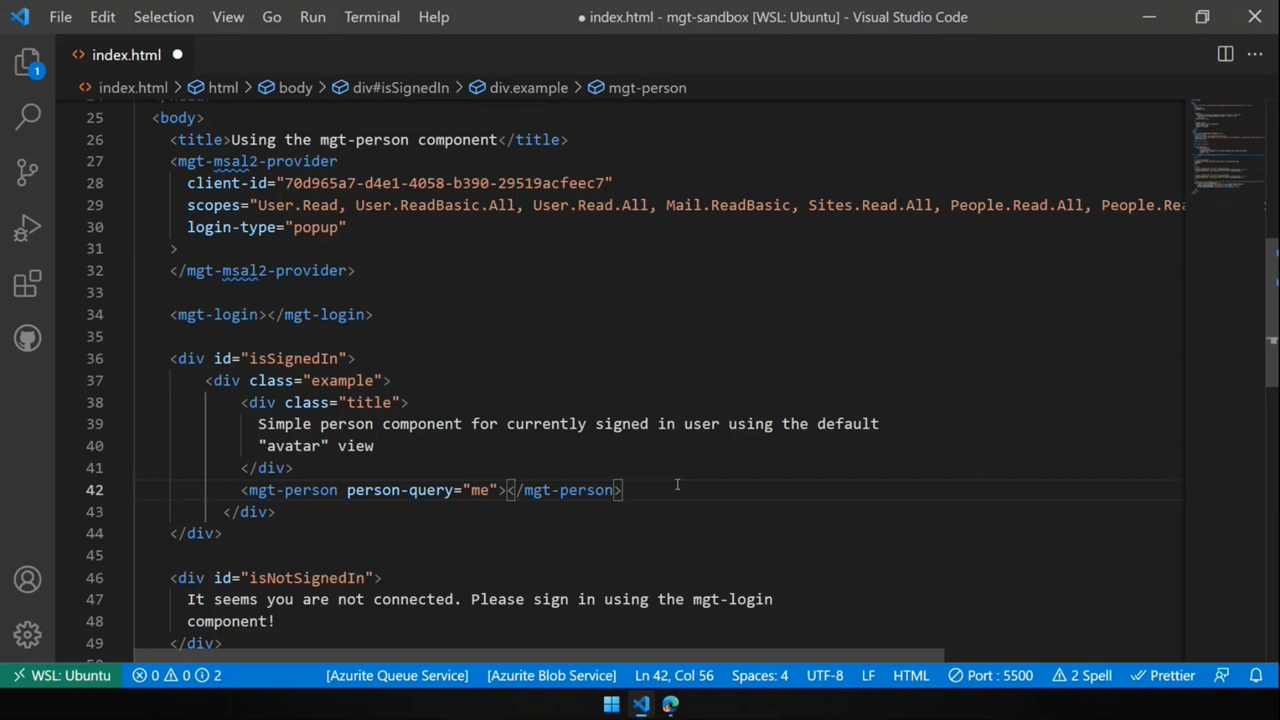 File Edit Selection View Go Run Terminal Help ● index.html - mgt-sandbox [WSL: Ubuntu] - Visual Studio Code
1
index.html
index.html > html > body > div#isSignedIn > div.example > mgt-person
25 <body>
26 <title>Using the mgt-person component</title>
27 <mgt-msal2-provider
28 client-id="70d965a7-d4e1-4058-b390-29519acfeec7"
29 scopes="User.Read, User.ReadBasic.All, User.Read.All, Mail.ReadBasic, Sites.Read.All, People.Read.All, People.Re
30 login-type="popup"
31 >
32 </mgt-msal2-provider>
33
34 <mgt-login></mgt-login>
35
36 <div id="isSignedIn">
37 <div class="example">
38 <div class="title">
39 Simple person component for currently signed in user using the default
40 "avatar" view
41 </div>
42 <mgt-person person-query="me"></mgt-person>
43 </div>
44 </div>
45
46 <div id="isNotSignedIn">
47 It seems you are not connected. Please sign in using the mgt-login
48 component!
49 </div>
WSL: Ubuntu 0 0 2 [Azurite Queue Service] [Azurite Blob Service] Ln 42, Col 56 Spaces: 4 UTF-8 LF HTML Port : 5500 2 Spell Prettier